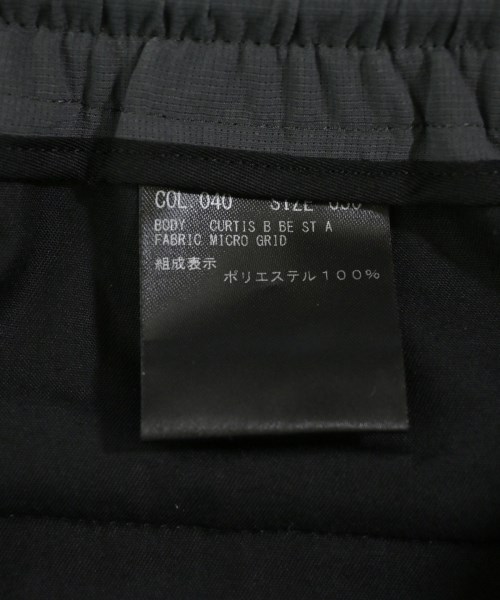 COL 040 SIZE
BODY CURTIS B BE ST A
FABRIC MICRO GRID
組成表示
ポリエステル100%